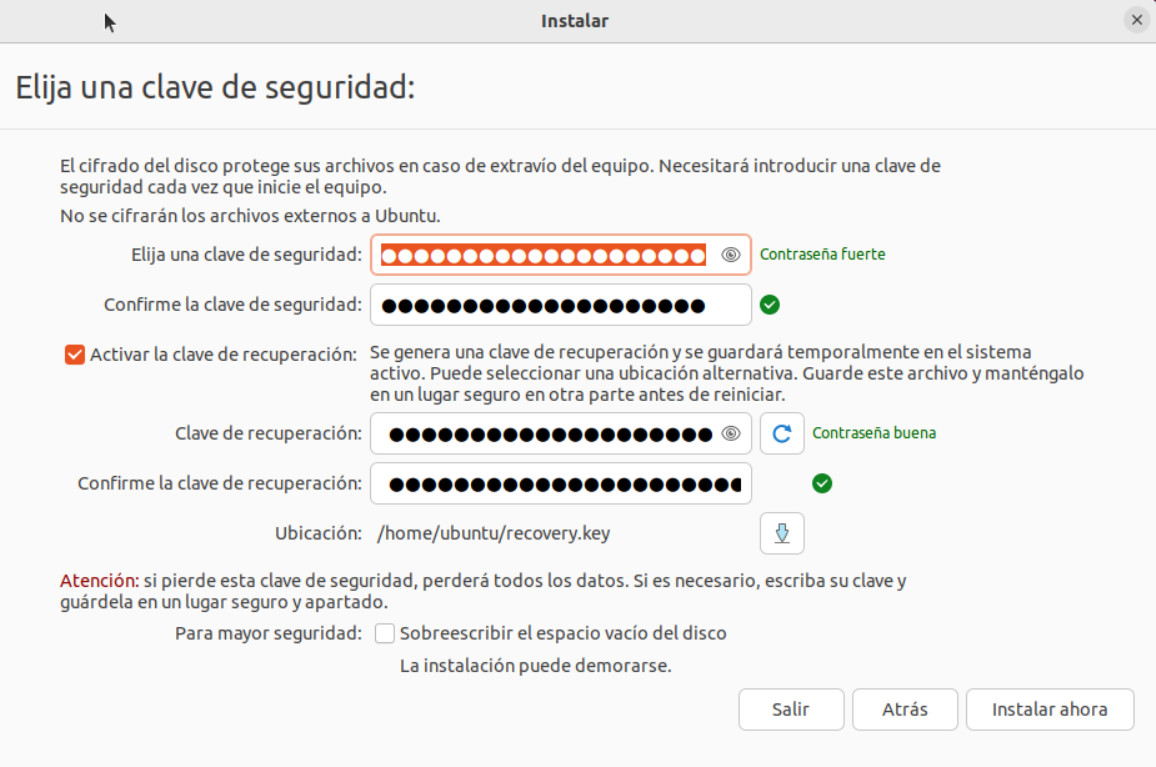 Instalar
Elija una clave de seguridad:
El cifrado del disco protege sus archivos en caso de extravío del equipo. Necesitará introducir una clave de
seguridad cada vez que inicie el equipo.
No se cifrarán los archivos externos a Ubuntu.
Elija una clave de seguridad: ●●●●●●●●●●●●●●●●●●●● Contraseña fuerte
Confirme la clave de seguridad: ●●●●●●●●●●●●●●●●●●●●
Activar la clave de recuperación: Se genera una clave de recuperación y se guardará temporalmente en el sistema
activo. Puede seleccionar una ubicación alternativa. Guarde este archivo y manténgalo
en un lugar seguro en otra parte antes de reiniciar.
Clave de recuperación: ●●●●●●●●●●●●●●●●●●●● Contraseña buena
Confirme la clave de recuperación: ●●●●●●●●●●●●●●●●●●●●●●
Ubicación: /home/ubuntu/recovery.key
Atención: si pierde esta clave de seguridad, perderá todos los datos. Si es necesario, escriba su clave y
guárdela en un lugar seguro y apartado.
Para mayor seguridad: Sobreescribir el espacio vacío del disco
La instalación puede demorarse.
Salir Atrás Instalar ahora